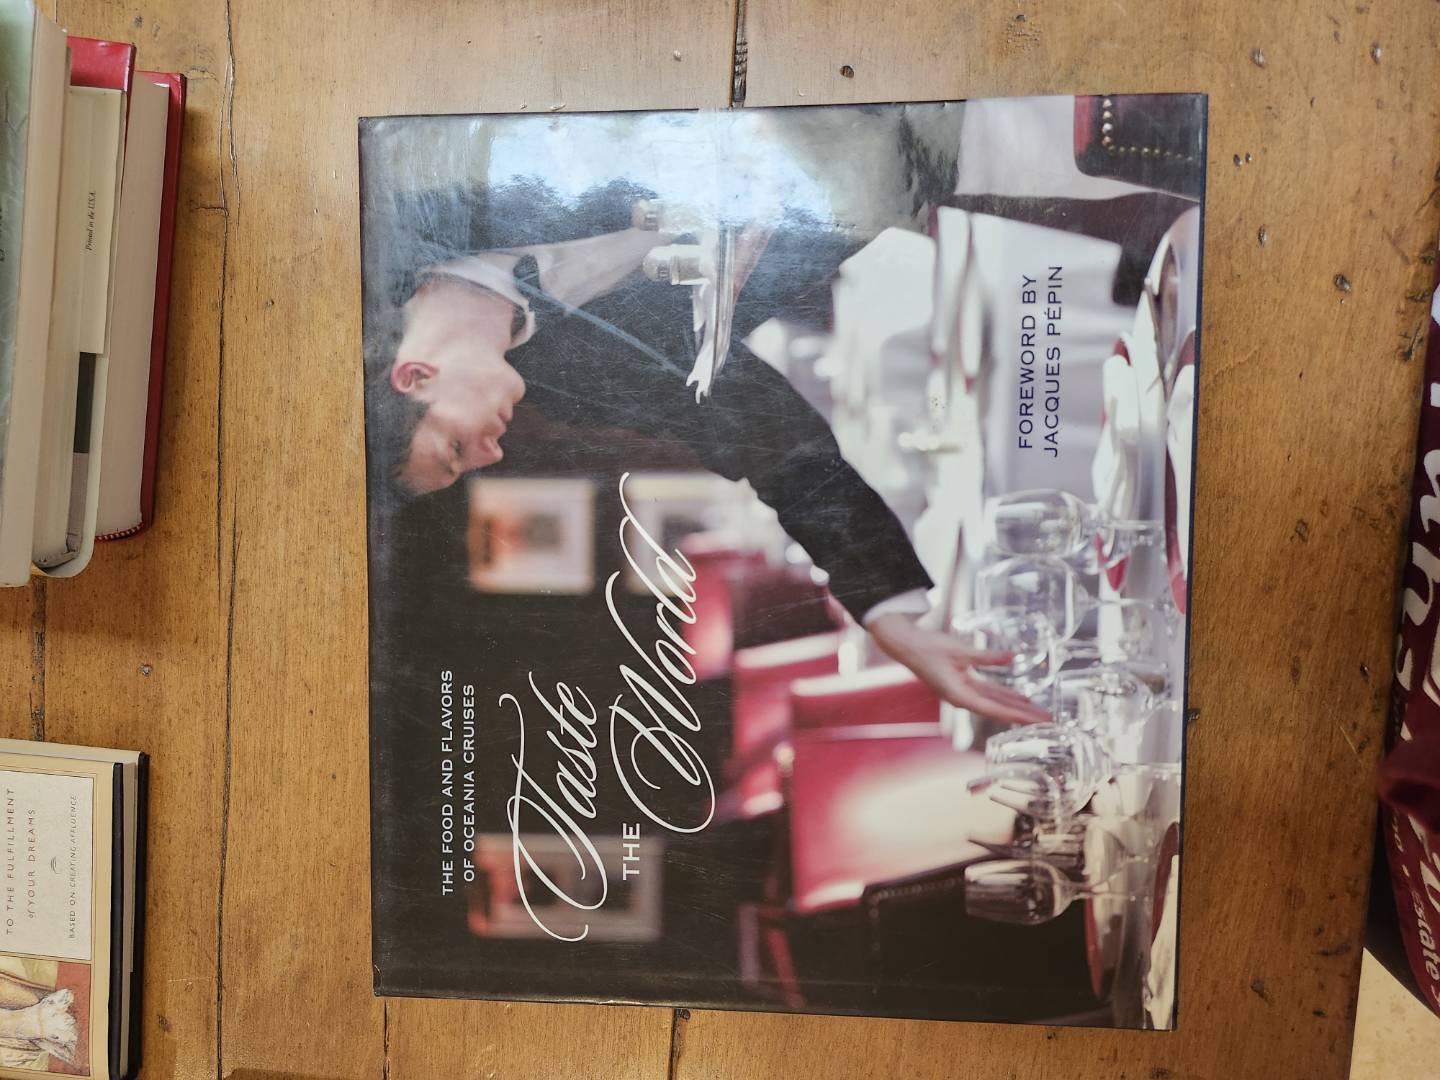 THE FOOD AND FLAVORS
OF OCEANIA CRUISES
Taste
THE World
FOREWORD BY
JACQUES PÉPIN
Printed in the U.S.A.
TO THE FULFILLMENT
of YOUR DREAMS
BASED ON CREATING AFFLUENCE